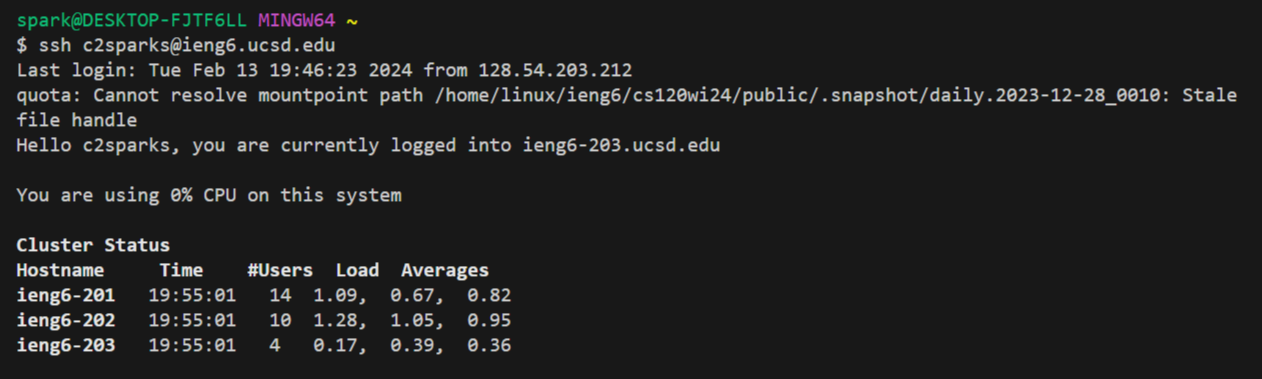 spark@DESKTOP-FJTF6LL MINGW64 ~
$ ssh c2sparks@ieng6.ucsd.edu
Last login: Tue Feb 13 19:46:23 2024 from 128.54.203.212
quota: Cannot resolve mountpoint path /home/linux/ieng6/cs120wi24/public/.snapshot/daily.2023-12-28_0010: Stale
file handle
Hello c2sparks, you are currently logged into ieng6-203.ucsd.edu
You are using 0% CPU on this system
Cluster Status
Hostname Time #Users Load Averages
ieng6-201 19:55:01 14 1.09, 0.67, 0.82
ieng6-202 19:55:01 10 1.28, 1.05, 0.95
ieng6-203 19:55:01 4 0.17, 0.39, 0.36